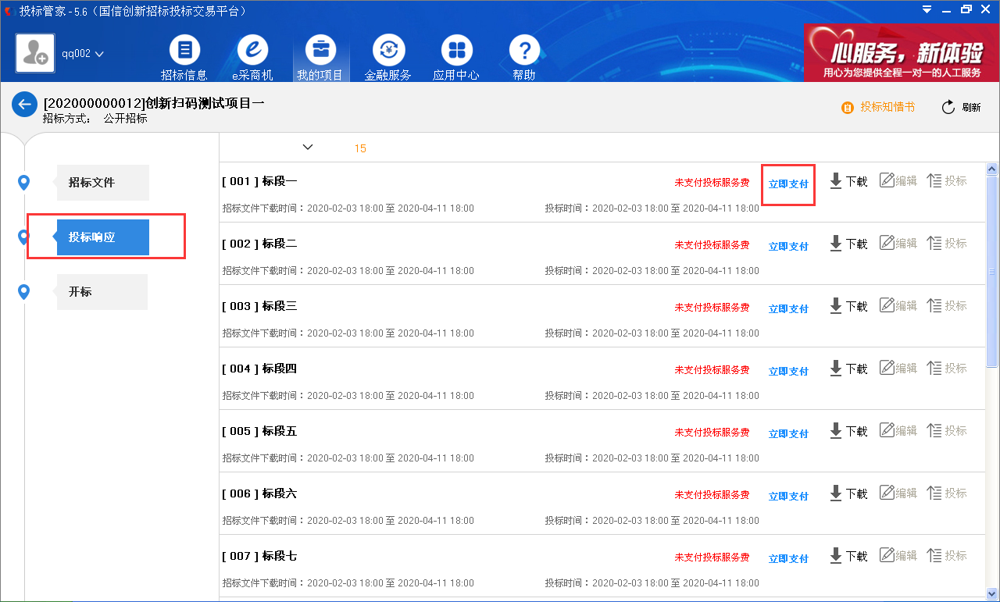 投标管家 - 5.6（国信创新招标投标交易平台）
qq002
招标信息 e采商机 我的项目 金融服务 应用中心 帮助
心服务，新体验
用心为您提供全程一对一的人工服务
[202000000012]创新扫码测试项目一
招标方式： 公开招标
投标知情书 刷新
15
招标文件
投标响应
开标
[ 001 ] 标段一 未支付投标服务费 立即支付 下载 编辑 投标
招标文件下载时间：2020-02-03 18:00 至 2020-04-11 18:00 投标时间：2020-02-03 18:00 至 2020-04-11 18:00
[ 002 ] 标段二 未支付投标服务费 立即支付 下载 编辑 投标
招标文件下载时间：2020-02-03 18:00 至 2020-04-11 18:00 投标时间：2020-02-03 18:00 至 2020-04-11 18:00
[ 003 ] 标段三 未支付投标服务费 立即支付 下载 编辑 投标
招标文件下载时间：2020-02-03 18:00 至 2020-04-11 18:00 投标时间：2020-02-03 18:00 至 2020-04-11 18:00
[ 004 ] 标段四 未支付投标服务费 立即支付 下载 编辑 投标
招标文件下载时间：2020-02-03 18:00 至 2020-04-11 18:00 投标时间：2020-02-03 18:00 至 2020-04-11 18:00
[ 005 ] 标段五 未支付投标服务费 立即支付 下载 编辑 投标
招标文件下载时间：2020-02-03 18:00 至 2020-04-11 18:00 投标时间：2020-02-03 18:00 至 2020-04-11 18:00
[ 006 ] 标段六 未支付投标服务费 立即支付 下载 编辑 投标
招标文件下载时间：2020-02-03 18:00 至 2020-04-11 18:00 投标时间：2020-02-03 18:00 至 2020-04-11 18:00
[ 007 ] 标段七 未支付投标服务费 立即支付 下载 编辑 投标
招标文件下载时间：2020-02-03 18:00 至 2020-04-11 18:00 投标时间：2020-02-03 18:00 至 2020-04-11 18:00